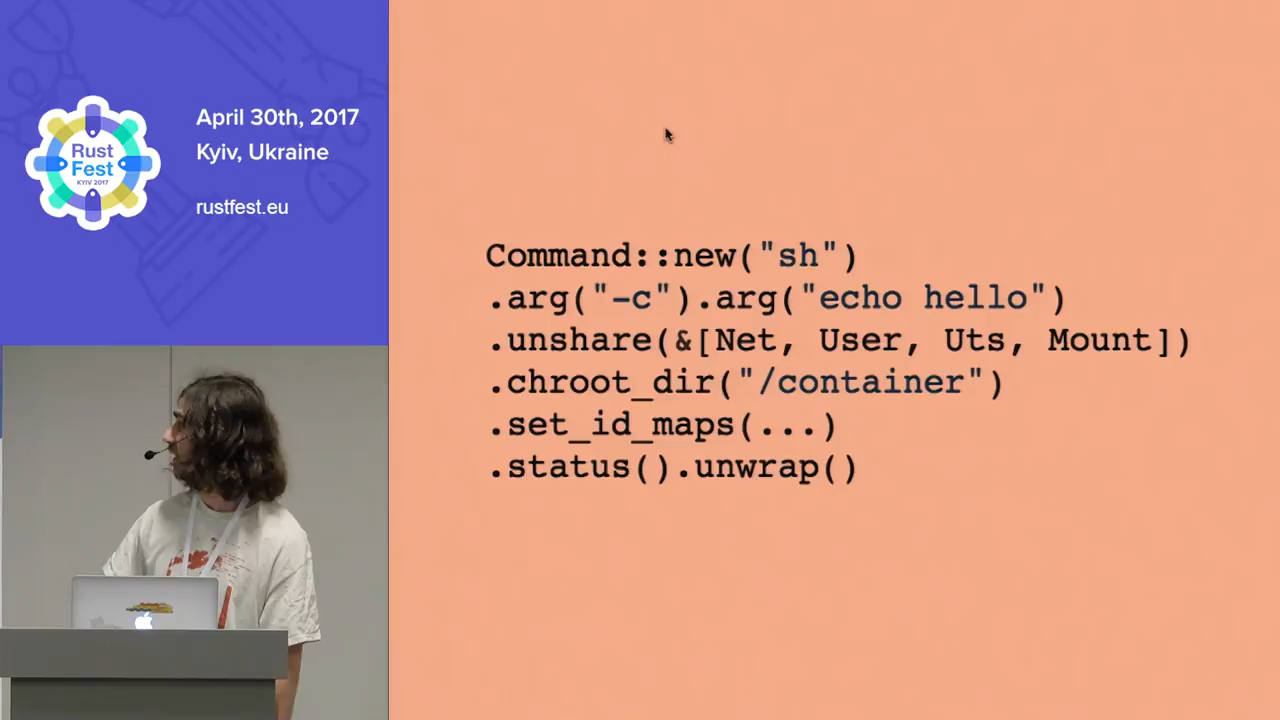 April 30th, 2017
Kyiv, Ukraine
rustfest.eu
Rust
Fest
KYIV 2017
Command::new("sh")
.arg("-c").arg("echo hello")
.unshare(&[Net, User, Uts, Mount])
.chroot_dir("/container")
.set_id_maps(...)
.status().unwrap()